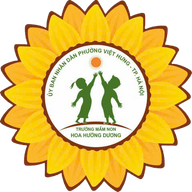 ỦY BAN NHÂN DÂN PHƯỜNG VIỆT HƯNG - TP. HÀ NỘI
TRƯỜNG MẦM NON
HOA HƯỚNG DƯƠNG